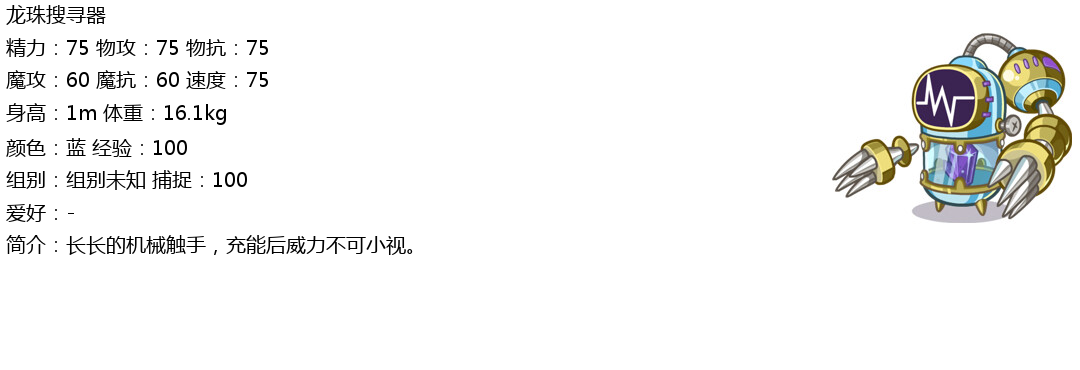 龙珠搜寻器
精力：75 物攻：75 物抗：75
魔攻：60 魔抗：60 速度：75
身高：1m 体重：16.1kg
颜色：蓝 经验：100
组别：组别未知 捕捉：100
爱好：-
简介：长长的机械触手，充能后威力不可小视。